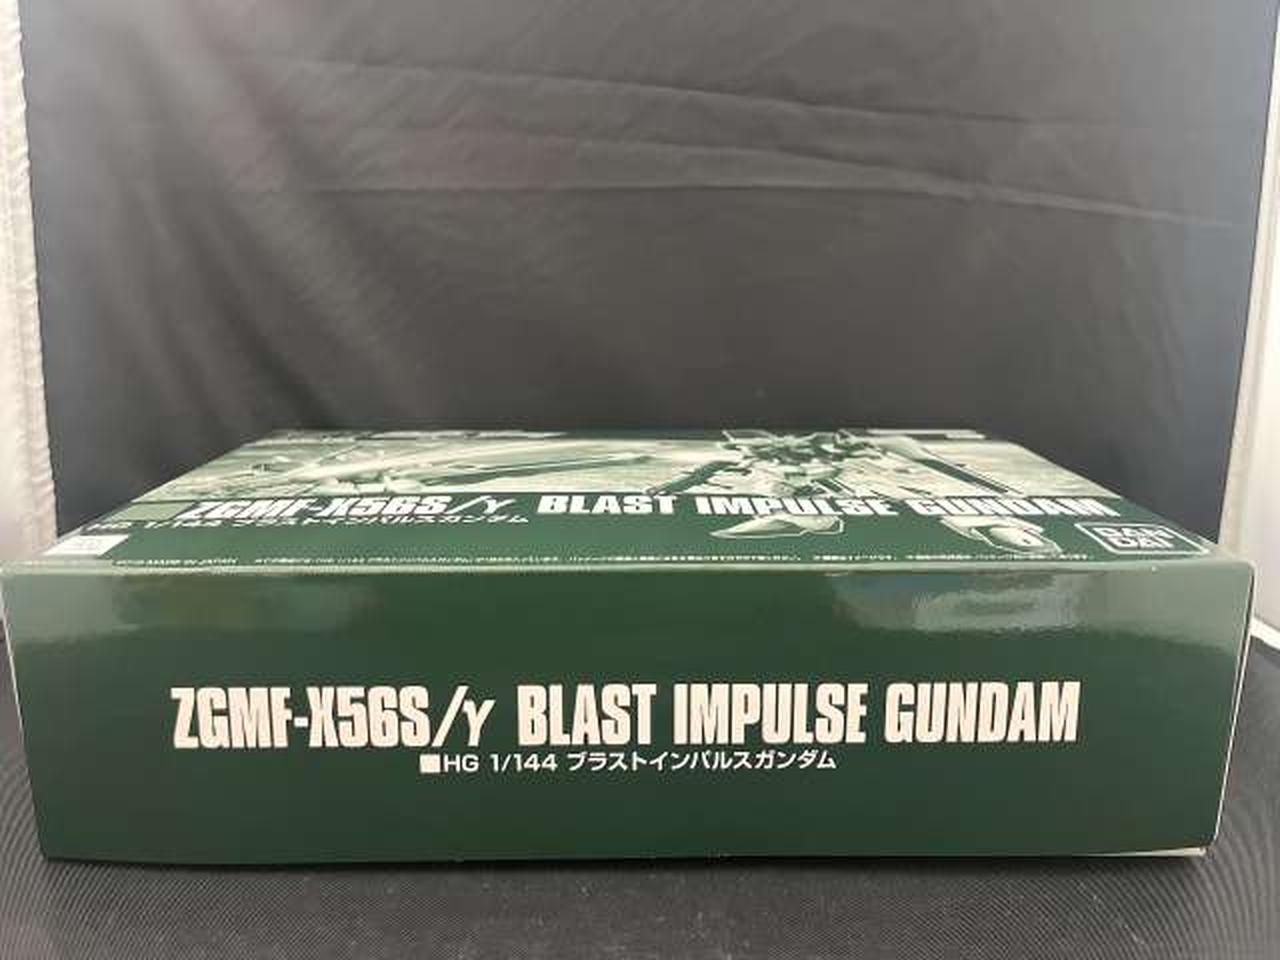 ZGMF-X56S/γ BLAST IMPULSE GUNDAM
HG 1/144 ブラストインパルスガンダム
BAN
DAI
ZGMF-X56S/γ BLAST IMPULSE GUNDAM
■HG 1/144 ブラストインパルスガンダム